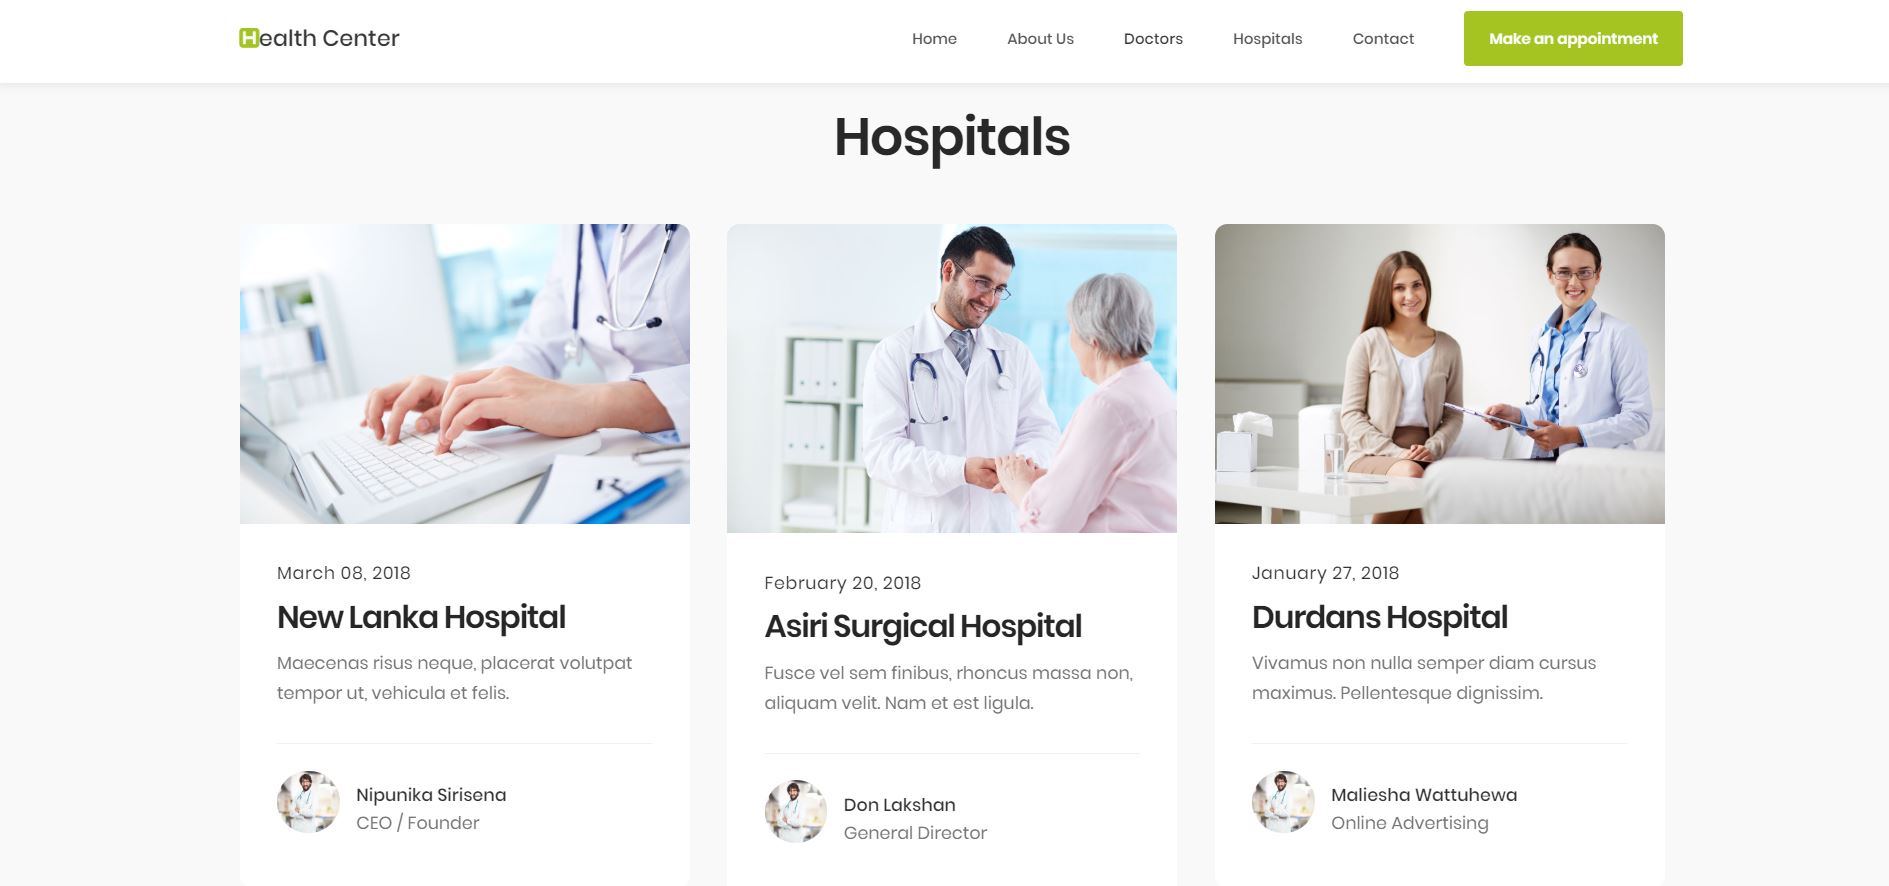 Health Center
Home
About Us
Doctors
Hospitals
Contact
Make an appointment
Hospitals
March 08, 2018
New Lanka Hospital
Maecenas risus neque, placerat volutpat
tempor ut, vehicula et felis.
Nipunika Sirisena
CEO / Founder
February 20, 2018
Asiri Surgical Hospital
Fusce vel sem finibus, rhoncus massa non,
aliquam velit. Nam et est ligula.
Don Lakshan
General Director
January 27, 2018
Durdans Hospital
Vivamus non nulla semper diam cursus
maximus. Pellentesque dignissim.
Maliesha Wattuhewa
Online Advertising